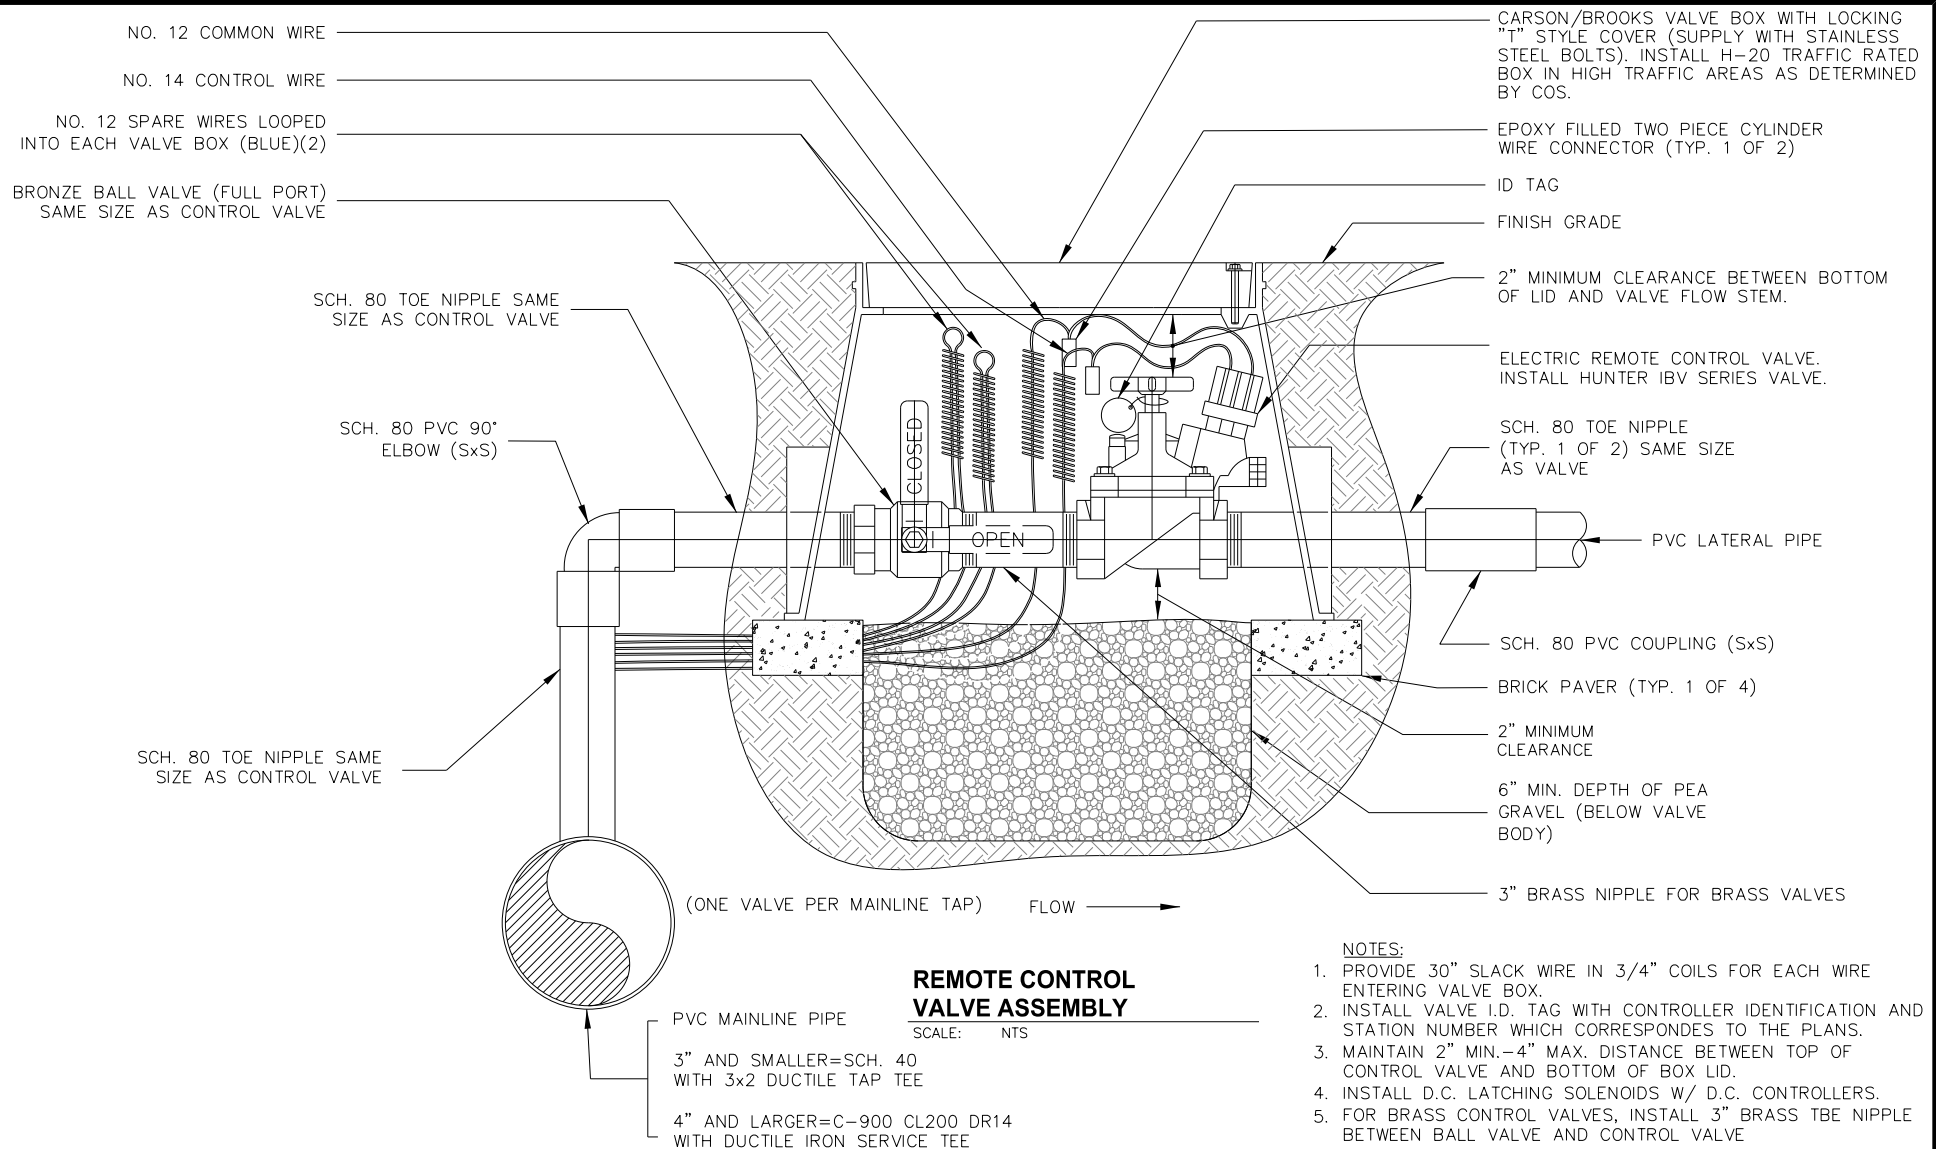 NO. 12 COMMON WIRE
NO. 14 CONTROL WIRE
NO. 12 SPARE WIRES LOOPED
INTO EACH VALVE BOX (BLUE)(2)
BRONZE BALL VALVE (FULL PORT)
SAME SIZE AS CONTROL VALVE
SCH. 80 TOE NIPPLE SAME
SIZE AS CONTROL VALVE
SCH. 80 PVC 90°
ELBOW (SxS)
SCH. 80 TOE NIPPLE SAME
SIZE AS CONTROL VALVE
CLOSED
OPEN
CARSON/BROOKS VALVE BOX WITH LOCKING
"T" STYLE COVER (SUPPLY WITH STAINLESS
STEEL BOLTS). INSTALL H-20 TRAFFIC RATED
BOX IN HIGH TRAFFIC AREAS AS DETERMINED
BY COS.
EPOXY FILLED TWO PIECE CYLINDER
WIRE CONNECTOR (TYP. 1 OF 2)
ID TAG
FINISH GRADE
2" MINIMUM CLEARANCE BETWEEN BOTTOM
OF LID AND VALVE FLOW STEM.
ELECTRIC REMOTE CONTROL VALVE.
INSTALL HUNTER IBV SERIES VALVE.
SCH. 80 TOE NIPPLE
(TYP. 1 OF 2) SAME SIZE
AS VALVE
PVC LATERAL PIPE
SCH. 80 PVC COUPLING (SxS)
BRICK PAVER (TYP. 1 OF 4)
2" MINIMUM
CLEARANCE
6" MIN. DEPTH OF PEA
GRAVEL (BELOW VALVE
BODY)
3" BRASS NIPPLE FOR BRASS VALVES
(ONE VALVE PER MAINLINE TAP)
FLOW
REMOTE CONTROL
VALVE ASSEMBLY
SCALE: NTS
PVC MAINLINE PIPE
3" AND SMALLER=SCH. 40
WITH 3x2 DUCTILE TAP TEE
4" AND LARGER=C-900 CL200 DR14
WITH DUCTILE IRON SERVICE TEE
NOTES:
1. PROVIDE 30" SLACK WIRE IN 3/4" COILS FOR EACH WIRE
ENTERING VALVE BOX.
2. INSTALL VALVE I.D. TAG WITH CONTROLLER IDENTIFICATION AND
STATION NUMBER WHICH CORRESPONDES TO THE PLANS.
3. MAINTAIN 2" MIN.-4" MAX. DISTANCE BETWEEN TOP OF
CONTROL VALVE AND BOTTOM OF BOX LID.
4. INSTALL D.C. LATCHING SOLENOIDS W/ D.C. CONTROLLERS.
5. FOR BRASS CONTROL VALVES, INSTALL 3" BRASS TBE NIPPLE
BETWEEN BALL VALVE AND CONTROL VALVE